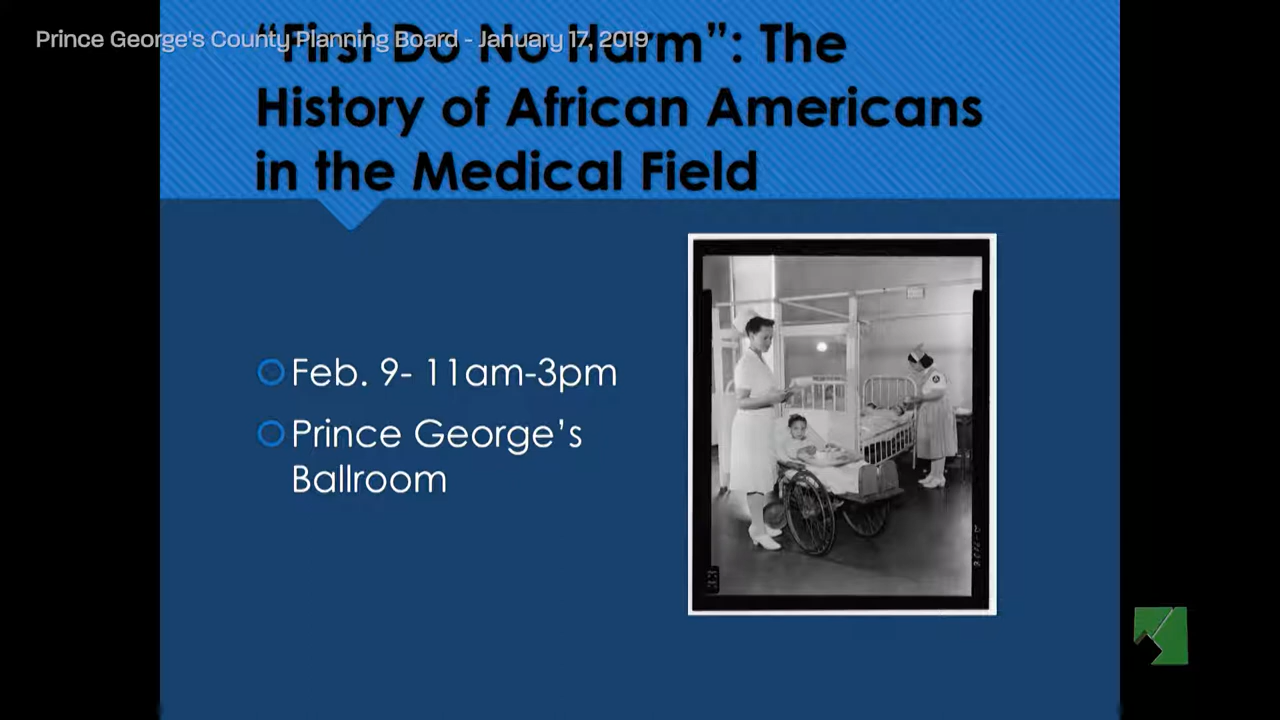 Prince George's County Planning Board - January 17, 2019
“First Do No Harm”: The
History of African Americans
in the Medical Field
Feb. 9- 11am-3pm
Prince George’s
Ballroom